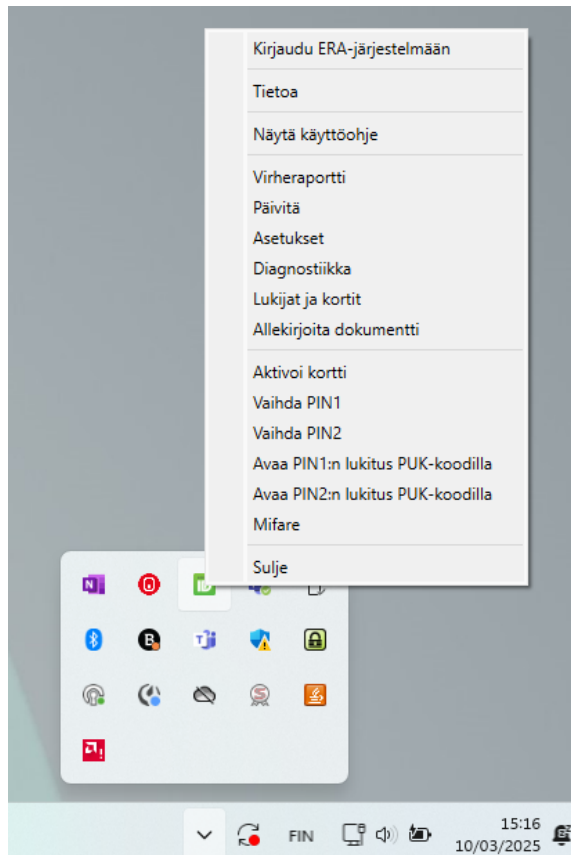 Kirjaudu ERA-järjestelmään
Tietoa
Näytä käyttöohje
Virheraportti
Päivitä
Asetukset
Diagnostiikka
Lukijat ja kortit
Allekirjoita dokumentti
Aktivoi kortti
Vaihda PIN1
Vaihda PIN2
Avaa PIN1:n lukitus PUK-koodilla
Avaa PIN2:n lukitus PUK-koodilla
Mifare
Sulje
FIN
15:16
10/03/2025